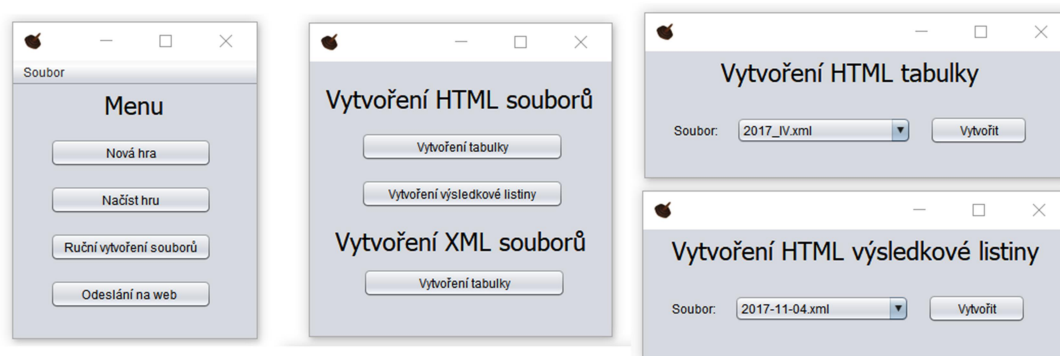 Soubor
Menu
Nová hra
Načíst hru
Ruční vytvoření souborů
Odeslání na web
Vytvoření HTML souborů
Vytvoření tabulky
Vytvoření výsledkové listiny
Vytvoření XML souborů
Vytvoření tabulky
Vytvoření HTML tabulky
Soubor: 2017_IV.xml Vytvořit
Vytvoření HTML výsledkové listiny
Soubor: 2017-11-04.xml Vytvořit